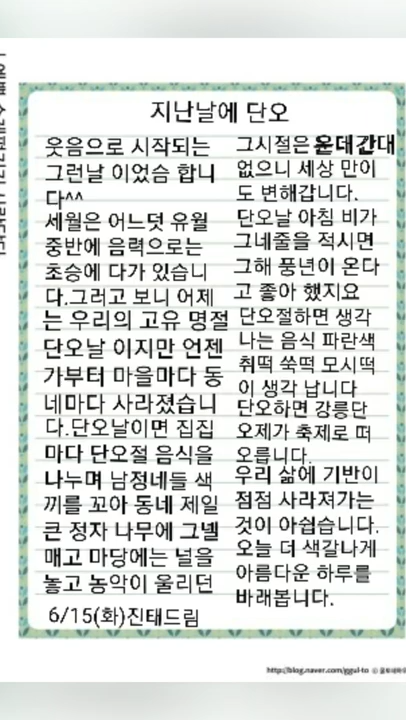 지난날에 단오
웃음으로 시작되는
그런날 이었슴 합니
다^^
세월은 어느덧 유월
중반에 음력으로는
초승에 다가 있습니
다.그러고 보니 어제
는 우리의 고유 명절
단오날 이지만 언젠
가부터 마을마다 동
네마다 사라졌습니
다.단오날이면 집집
마다 단오절 음식을
나누며 남정네들 색
끼를 꼬아 동네 제일
큰 정자 나무에 그넬
매고 마당에는 널을
놓고 농악이 울리던
6/15(화)진태드림
그시절은 욛데간대
없으니 세상 만이
도 변해갑니다.
단오날 아침 비가
그네줄을 적시면
그해 풍년이 온다
고 좋아 했지요
단오절하면 생각
나는 음식 파란색
취떡 쑥떡 모시떡
이 생각 납니다
단오하면 강릉단
오제가 축제로 떠
오릅니다.
우리 삶에 기반이
점점 사라져가는
것이 아쉽습니다.
오늘 더 색갈나게
아름다운 하루를
바래봅니다.
http://blog.naver.com/ggul-to